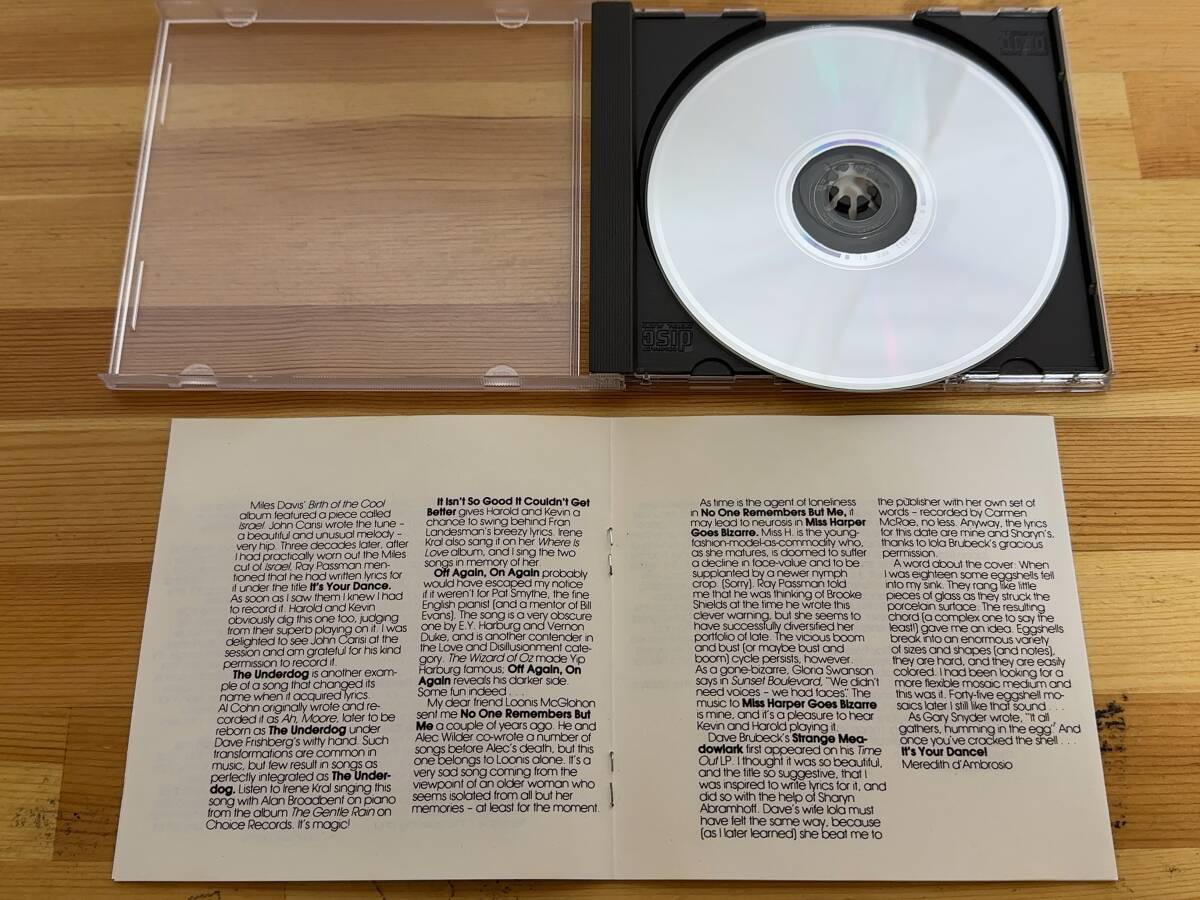 disc
Miles Davis' Birth of the Cool
album featured a piece called
Israel. John Carisi wrote the tune –
a beautiful and unusual melody –
very hip. Three decades later, after
I had practically worn out the Miles
cut of Israel, Ray Passman men-
tioned that he had written lyrics for
it under the title It's Your Dance.
As soon as I saw them I knew I had
to record it. Harold and Kevin
obviously dig this one too, judging
from their superb playing on it. I was
delighted to see John Carisi at the
session and am grateful for his kind
permission to record it.
The Underdog is another exam-
ple of a song that changed its
name when it acquired lyrics.
Al Cohn originally wrote and re-
corded it as Ah, Moore, later to be
reborn as The Underdog under
Dave Frishberg's witty hand. Such
transformations are common in
music, but few result in songs as
perfectly integrated as The Under-
dog. Listen to Irene Kral singing this
song with Alan Broadbent on piano
from the album The Gentle Rain on
Choice Records. It's magic!
It Isn't So Good It Couldn't Get
Better gives Harold and Kevin a
chance to swing behind Fran
Landesman's breezy lyrics. Irene
Kral also sang it on her Where Is
Love album, and I sing the two
songs in memory of her.
Off Again, On Again probably
would have escaped my notice
if it weren't for Pat Smythe, the fine
English pianist (and a mentor of Bill
Evans). The song is a very obscure
one by E.Y. Harburg and Vernon
Duke, and is another contender in
the Love and Disillusionment cate-
gory. The Wizard of Oz made Yip
Harburg famous, Off Again, On
Again reveals his darker side.
Some fun indeed . . .
My dear friend Loonis McGlohon
sent me No One Remembers But
Me a couple of years ago. He and
Alec Wilder co-wrote a number of
songs before Alec's death, but this
one belongs to Loonis alone. It's a
very sad song coming from the
viewpoint of an older woman who
seems isolated from all but her
memories – at least for the moment.
As time is the agent of loneliness
in No One Remembers But Me, it
may lead to neurosis in Miss Harper
Goes Bizarre. Miss H. is the young-
fashion-model-as-commodity who,
as she matures, is doomed to suffer
a decline in face-value and to be
supplanted by a newer nymph
crop. (Sorry). Ray Passman told
me that he was thinking of Brooke
Shields at the time he wrote this
clever warning, but she seems to
have successfully diversified her
portfolio of late. The vicious boom
and bust (or maybe bust and
boom) cycle persists, however.
As a gone-bizarre, Gloria Swanson
says in Sunset Boulevard, "We didn't
need voices – we had faces". The
music to Miss Harper Goes Bizarre
is mine, and it's a pleasure to hear
Kevin and Harold playing it.
Dave Brubeck's Strange Mea-
dowlark first appeared on his Time
Out LP. I thought it was so beautiful,
and the title so suggestive, that I
was inspired to write lyrics for it, and
did so with the help of Sharyn
Abramhoff. Dave's wife Iola must
have felt the same way, because
(as I later learned) she beat me to
the publisher with her own set of
words – recorded by Carmen
McRae, no less. Anyway, the lyrics
for this date are mine and Sharyn's,
thanks to Iola Brubeck's gracious
permission.
A word about the cover: When
I was eighteen some eggshells fell
into my sink. They rang like little
pieces of glass as they struck the
porcelain surface. The resulting
chord (a complex one to say the
least!) gave me an idea. Eggshells
break into an enormous variety
of sizes and shapes (and notes),
they are hard, and they are easily
colored. I had been looking for a
more flexible mosaic medium and
this was it. Forty-five eggshell mo-
saics later I still like that sound . . .
As Gary Snyder wrote, "It all
gathers, humming in the egg". And
once you've cracked the shell . . .
It's Your Dance!
Meredith d'Ambrosio